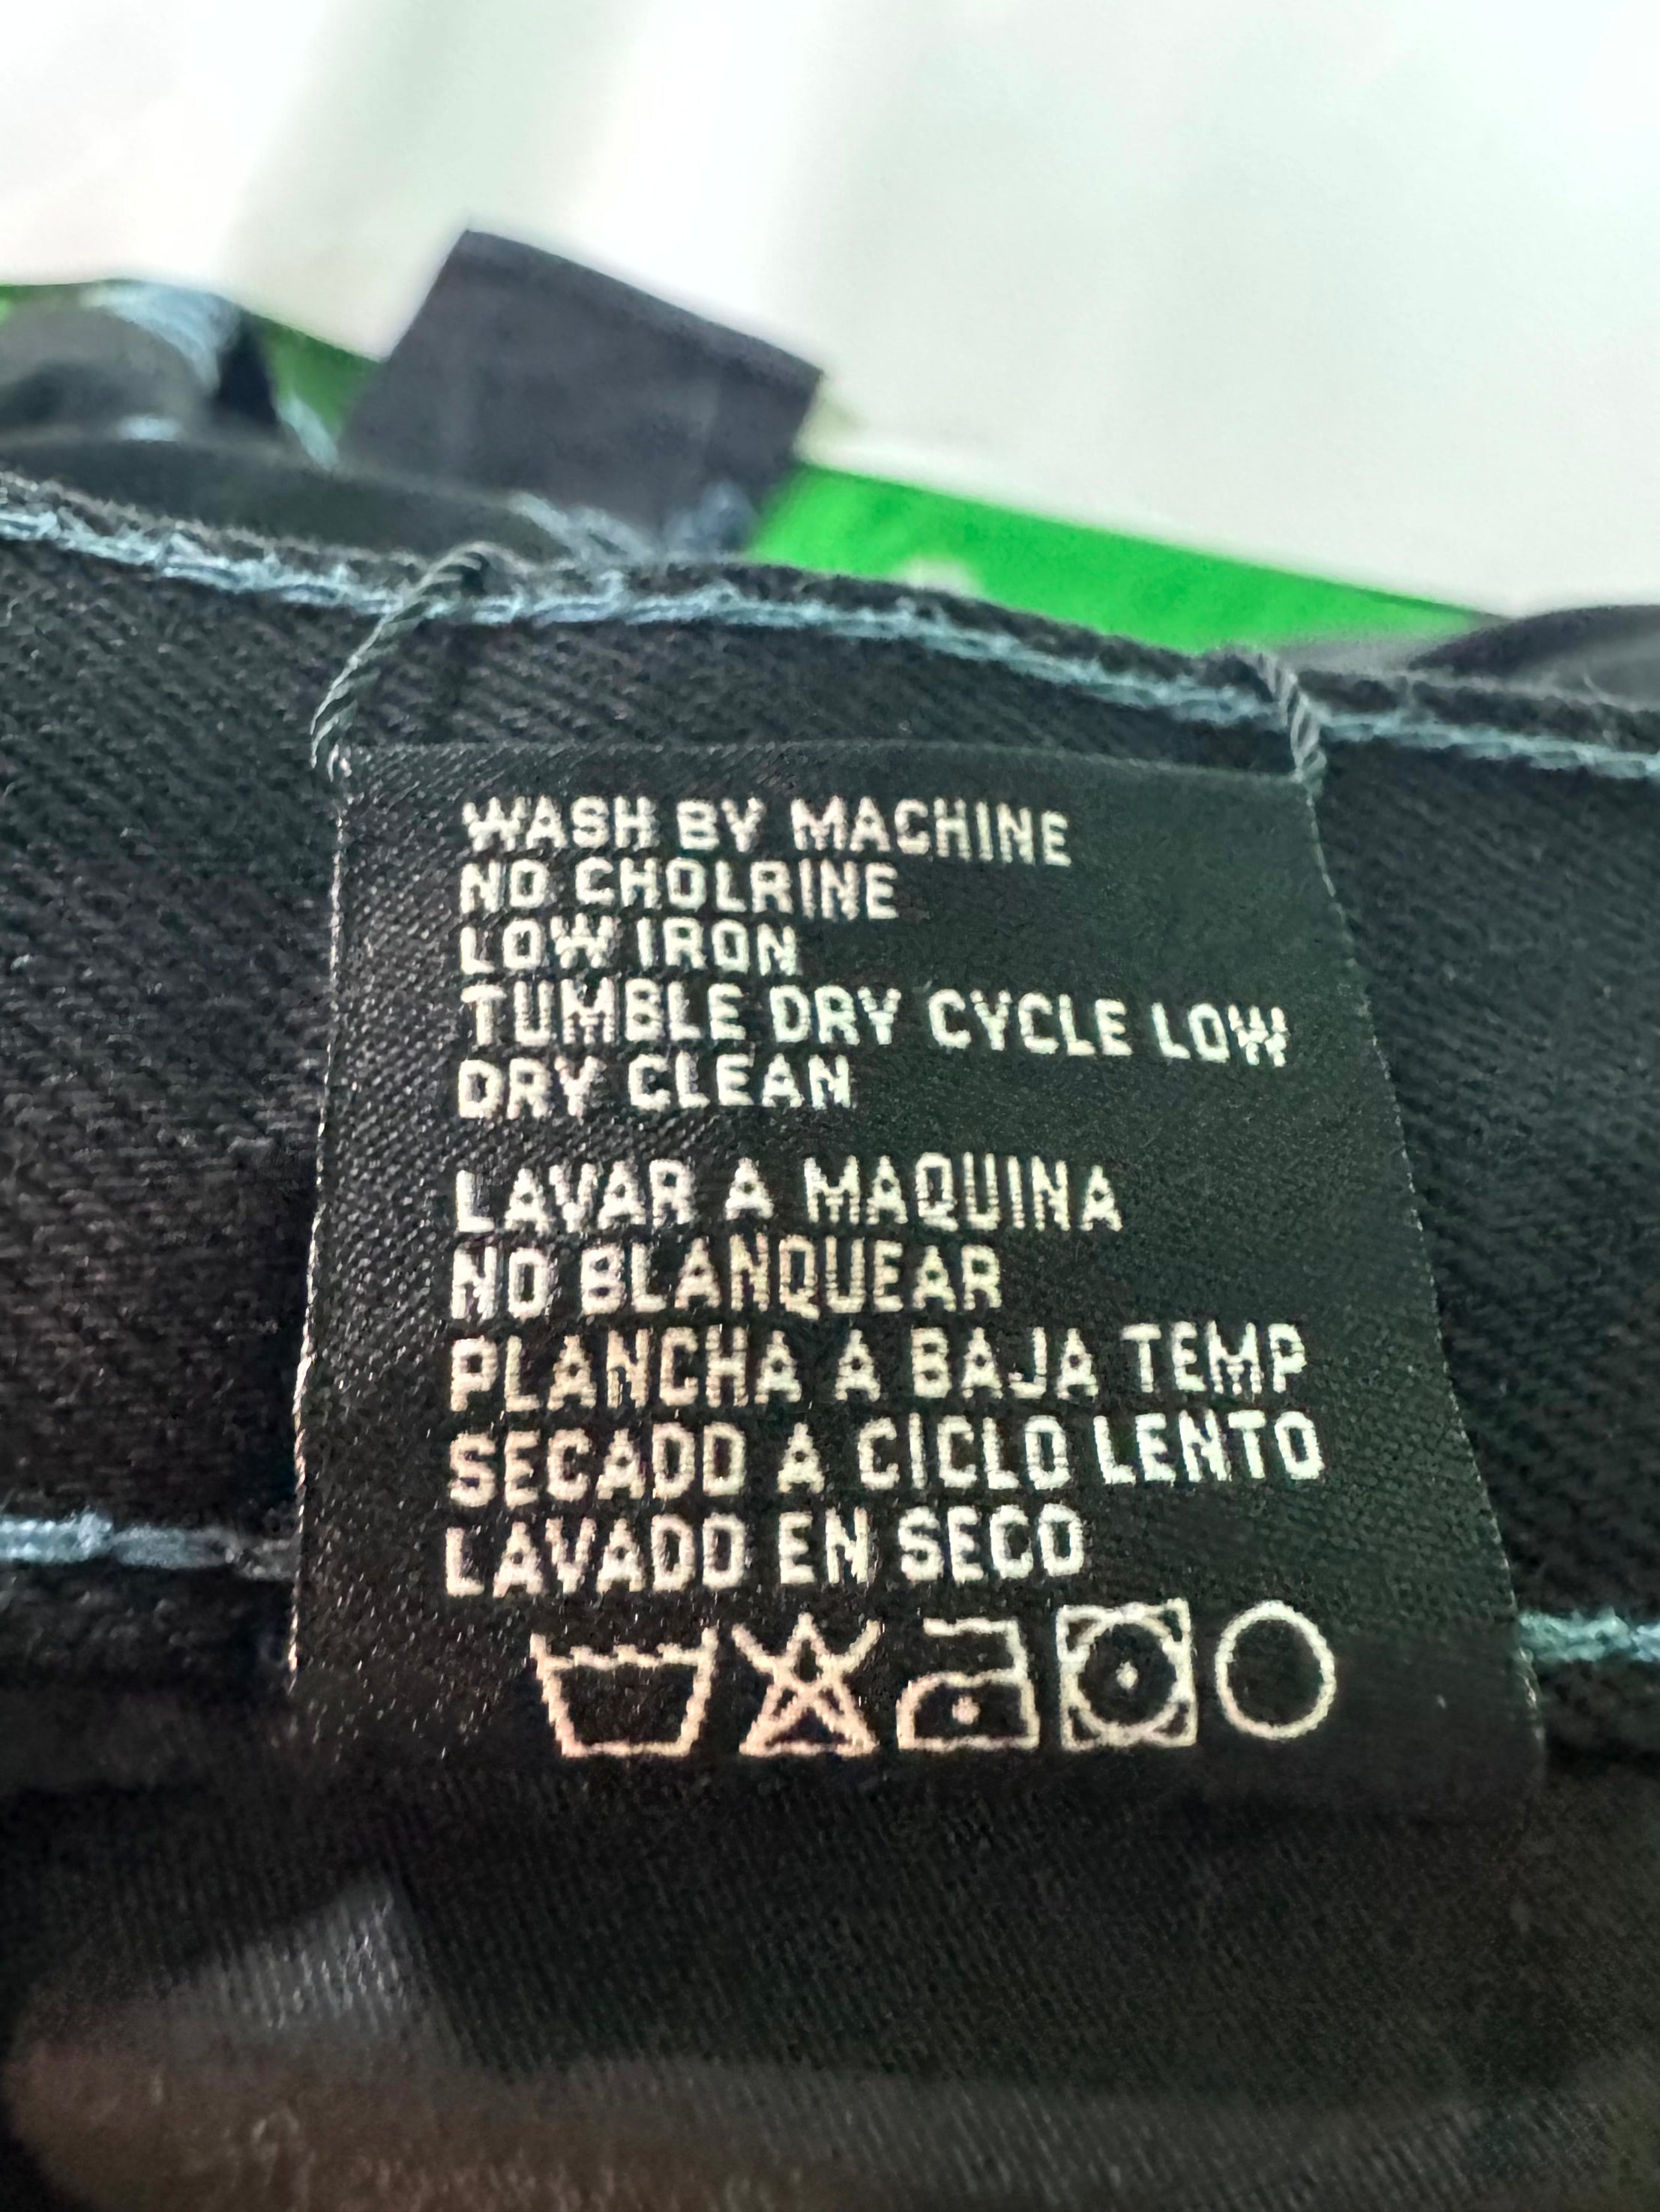 WASH BY MACHINE
NO CHOLRINE
LOW IRON
TUMBLE DRY CYCLE LOW
DRY CLEAN
LAVAR A MAQUINA
NO BLANQUEAR
PLANCHA A BAJA TEMP
SECADO A CICLO LENTO
LAVADO EN SECO